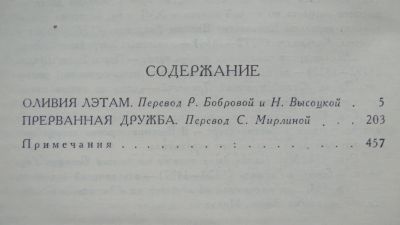 СОДЕРЖАНИЕ
ОЛИВИЯ ЛЭТАМ. Перевод Р. Бобровой и Н. Высоцкой . 5
ПРЕРВАННАЯ ДРУЖБА. Перевод С. Мирлиной . . . 203
Примечания . . . . . . . : . . . . . 457